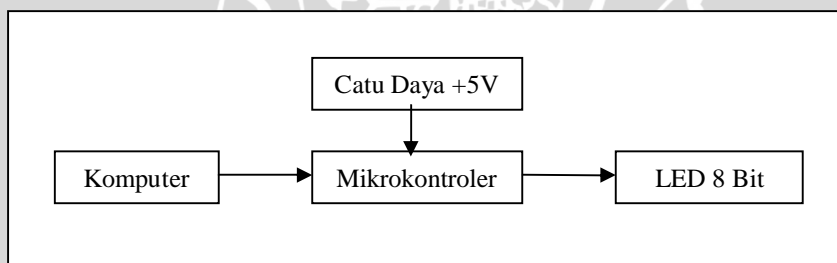 Catu Daya +5V
Komputer
Mikrokontroler
LED 8 Bit